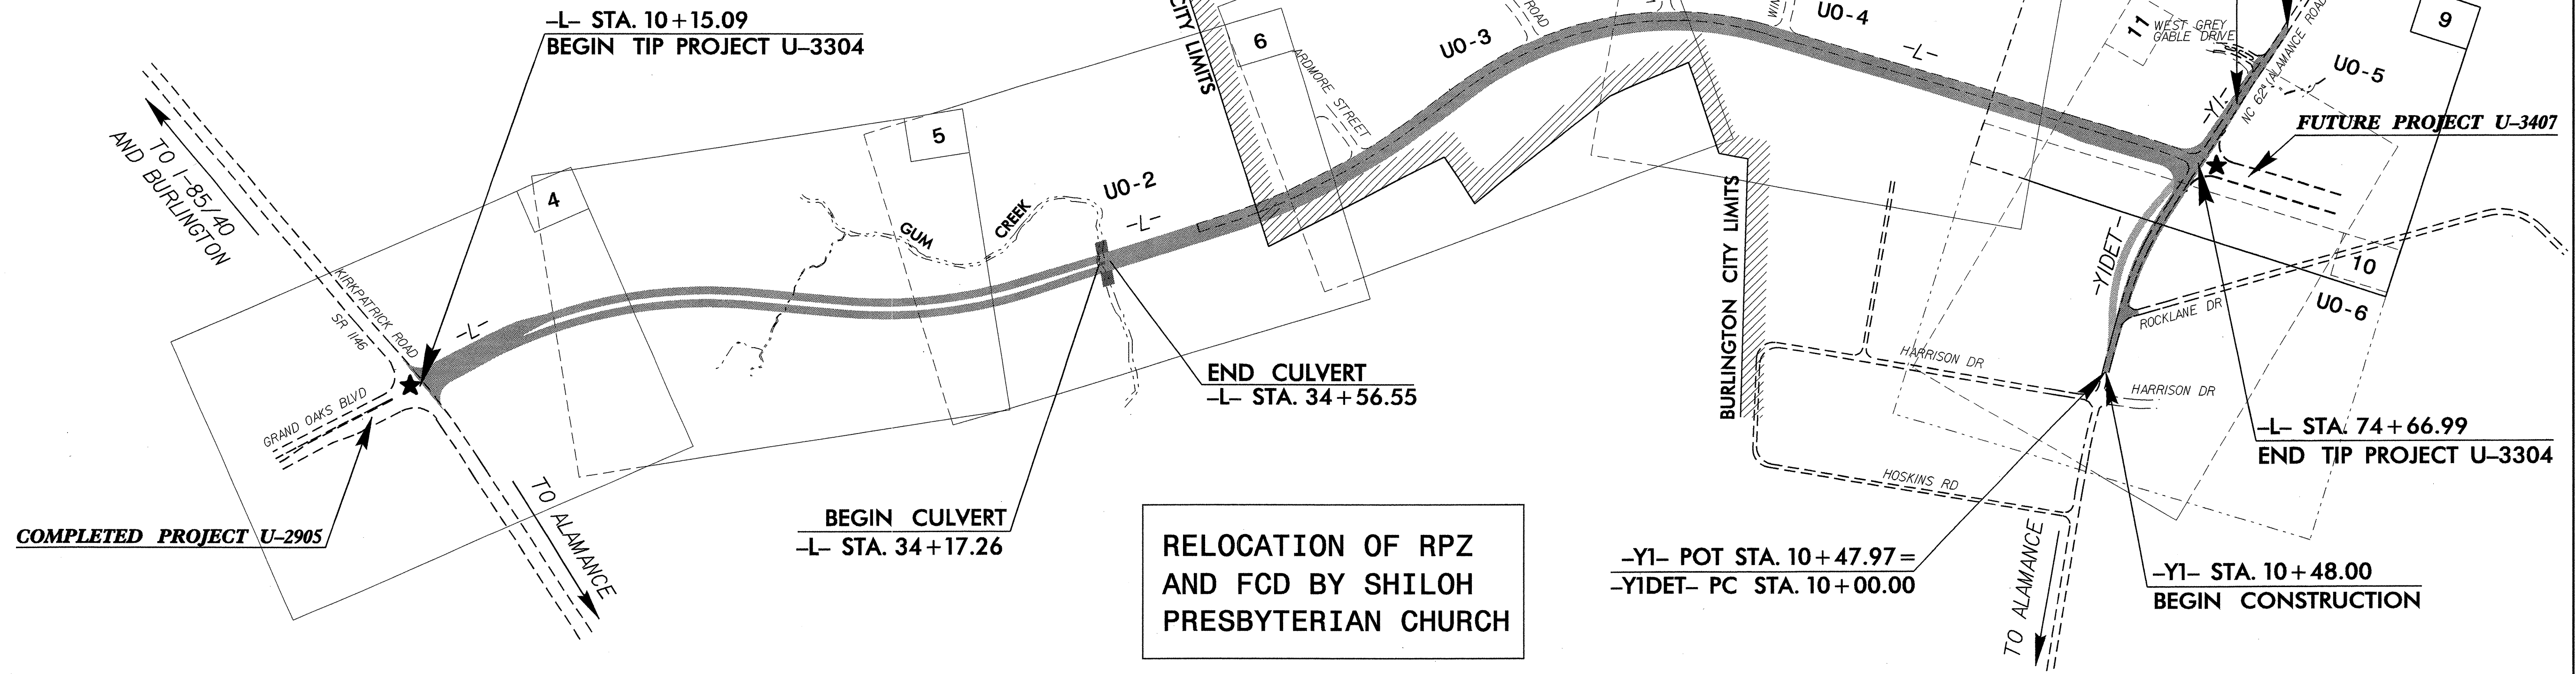 –L– STA. 10+15.09
BEGIN TIP PROJECT U–3304
TO I-85/40
AND BURLINGTON
KIRKPATRICK ROAD
SR 1146
–L–
GRAND OAKS BLVD
COMPLETED PROJECT U–2905
TO ALAMANCE
4
5
GUM
CREEK
UO-2
–L–
BEGIN CULVERT
–L– STA. 34+17.26
END CULVERT
–L– STA. 34+56.55
CITY LIMITS
6
ARDMORE STREET
UO-3
ROAD
UO-4
–L–
RELOCATION OF RPZ
AND FCD BY SHILOH
PRESBYTERIAN CHURCH
BURLINGTON CITY LIMITS
11
WEST GREY
GABLE DRIVE
–Y1–
NC 62 (ALAMANCE ROAD
UO-5
9
FUTURE PROJECT U–3407
–Y1DET–
10
UO-6
ROCKLANE DR
HARRISON DR
HARRISON DR
HOSKINS RD
–L– STA. 74+66.99
END TIP PROJECT U–3304
–Y1– POT STA. 10+47.97=
–Y1DET– PC STA. 10+00.00
–Y1– STA. 10+48.00
BEGIN CONSTRUCTION
TO ALAMANCE